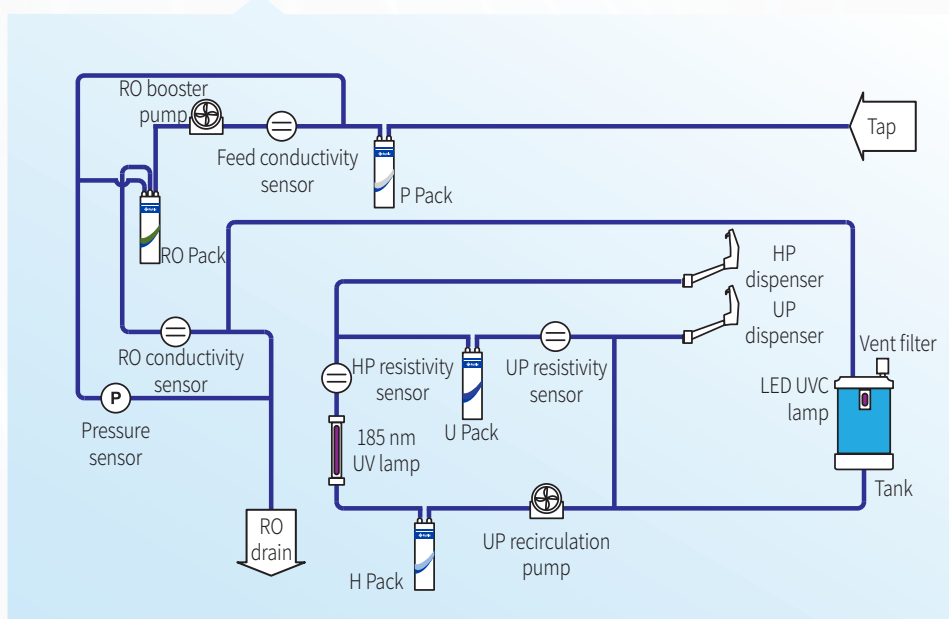 RO booster
pump
Tap
Feed conductivity
sensor
P Pack
RO Pack
HP
dispenser
UP
dispenser
RO conductivity
sensor
HP resistivity
sensor
UP resistivity
sensor
Vent filter
LED UVC
lamp
P
Pressure
sensor
185 nm
UV lamp
U Pack
Tank
RO
drain
UP recirculation
pump
H Pack